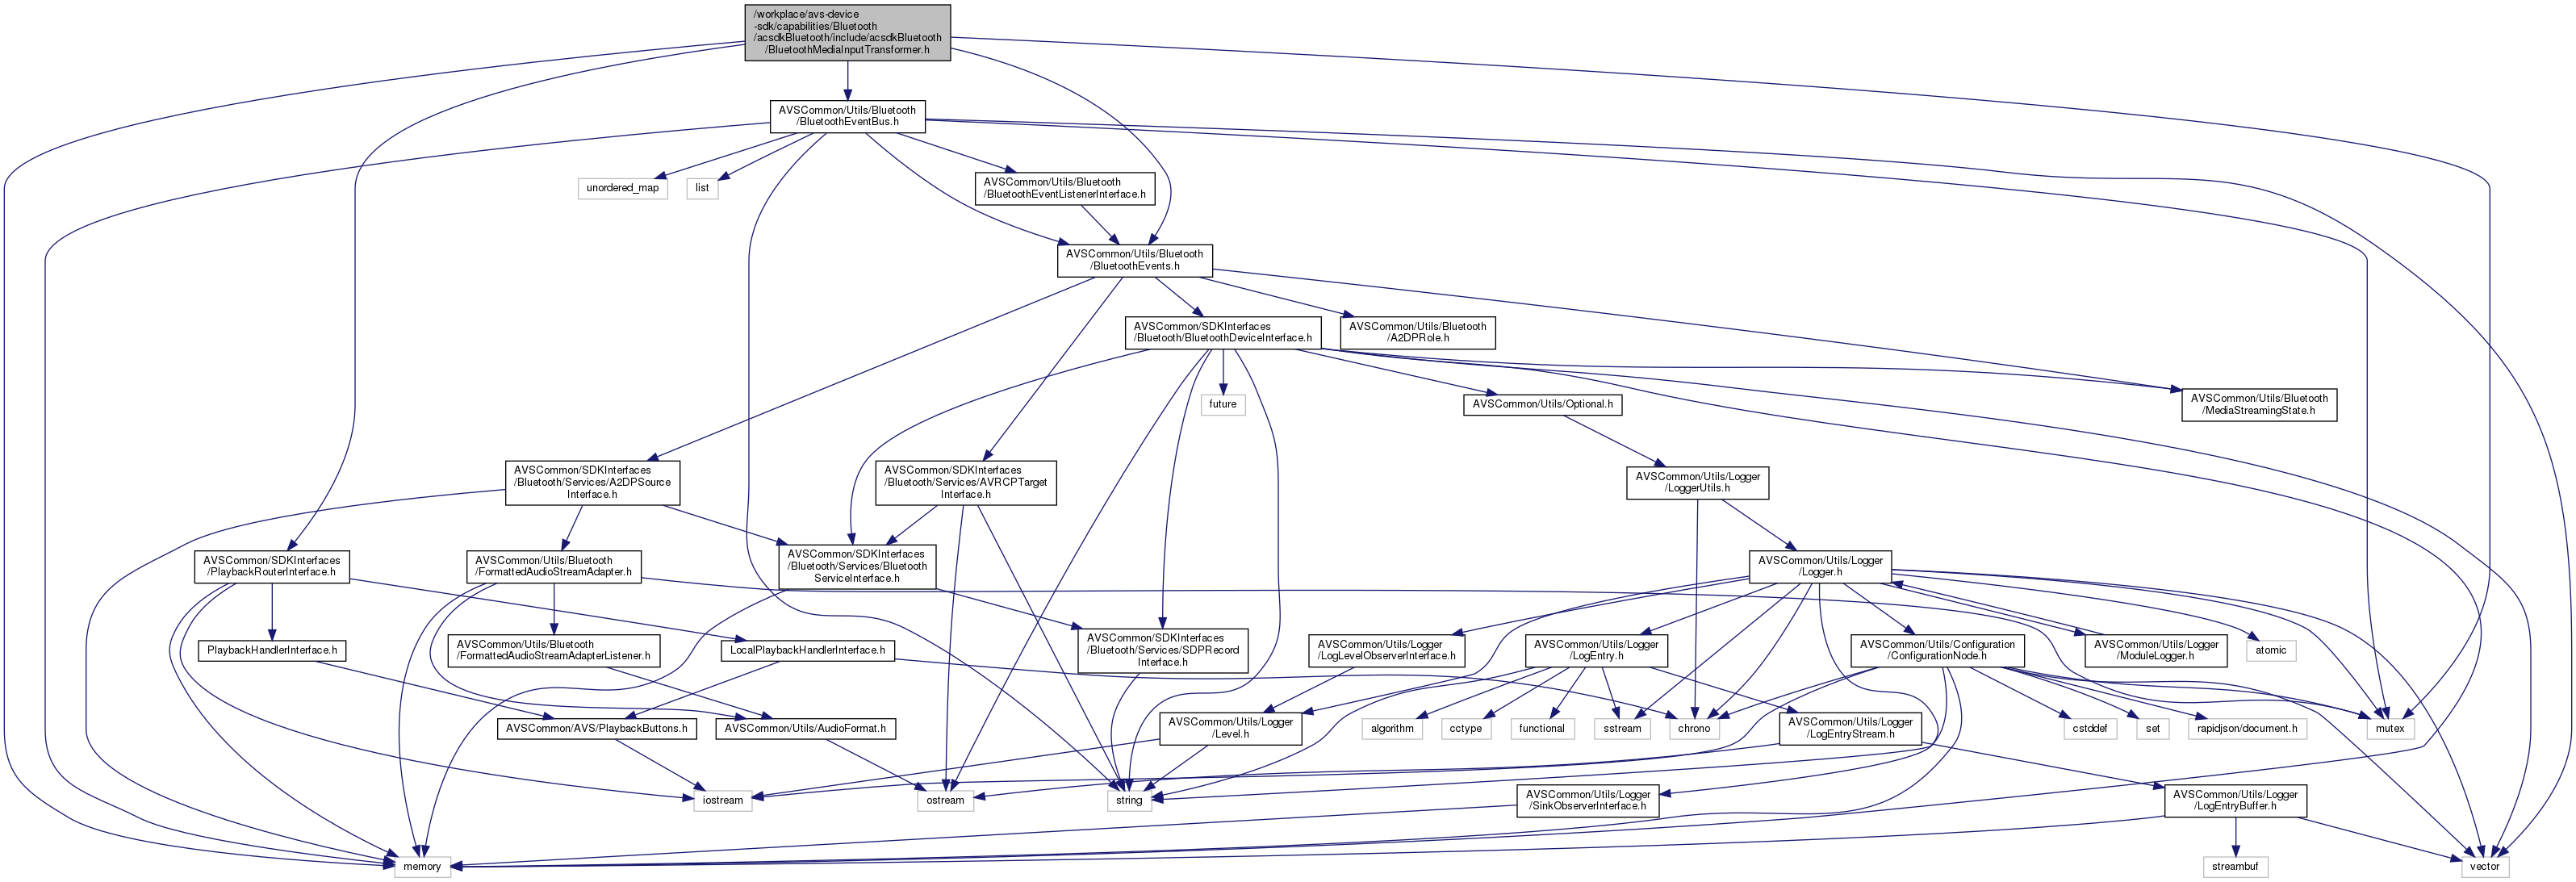 /workplace/avs-device
-sdk/capabilities/Bluetooth
/acsdkBluetooth/include/acsdkBluetooth
/BluetoothMediaInputTransformer.h
AVSCommon/Utils/Bluetooth
/BluetoothEventBus.h
unordered_map
list
AVSCommon/Utils/Bluetooth
/BluetoothEventListenerInterface.h
AVSCommon/Utils/Bluetooth
/BluetoothEvents.h
AVSCommon/SDKInterfaces
/Bluetooth/BluetoothDeviceInterface.h
AVSCommon/Utils/Bluetooth
/A2DPRole.h
future
AVSCommon/Utils/Optional.h
AVSCommon/Utils/Bluetooth
/MediaStreamingState.h
AVSCommon/SDKInterfaces
/Bluetooth/Services/A2DPSource
Interface.h
AVSCommon/SDKInterfaces
/Bluetooth/Services/AVRCPTarget
Interface.h
AVSCommon/Utils/Logger
/LoggerUtils.h
AVSCommon/SDKInterfaces
/PlaybackRouterInterface.h
AVSCommon/Utils/Bluetooth
/FormattedAudioStreamAdapter.h
AVSCommon/SDKInterfaces
/Bluetooth/Services/Bluetooth
ServiceInterface.h
AVSCommon/Utils/Logger
/Logger.h
PlaybackHandlerInterface.h
AVSCommon/Utils/Bluetooth
/FormattedAudioStreamAdapterListener.h
LocalPlaybackHandlerInterface.h
AVSCommon/SDKInterfaces
/Bluetooth/Services/SDPRecord
Interface.h
AVSCommon/Utils/Logger
/LogLevelObserverInterface.h
AVSCommon/Utils/Logger
/LogEntry.h
AVSCommon/Utils/Configuration
/ConfigurationNode.h
AVSCommon/Utils/Logger
/ModuleLogger.h
atomic
AVSCommon/AVS/PlaybackButtons.h
AVSCommon/Utils/AudioFormat.h
AVSCommon/Utils/Logger
/Level.h
algorithm
cctype
functional
sstream
chrono
AVSCommon/Utils/Logger
/LogEntryStream.h
cstddef
set
rapidjson/document.h
mutex
iostream
ostream
string
AVSCommon/Utils/Logger
/SinkObserverInterface.h
AVSCommon/Utils/Logger
/LogEntryBuffer.h
memory
streambuf
vector